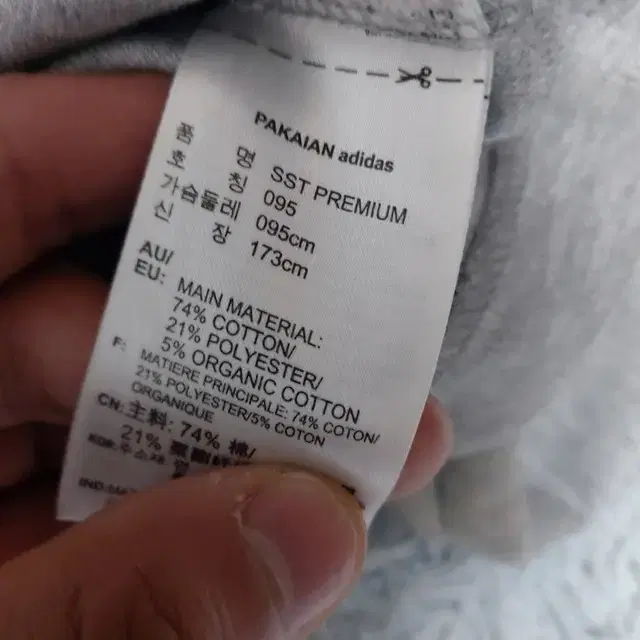 PAKAIAN adidas
품 명 SST PREMIUM
호 칭 095
가슴둘레 095cm
신 장 173cm
AU/
EU: MAIN MATERIAL:
74% COTTON/
21% POLYESTER/
5% ORGANIC COTTON
F: MATIERE PRINCIPALE: 74% COTON/
21% POLYESTER/5% COTON
ORGANIQUE
CN: 主料: 74% 棉/
21%